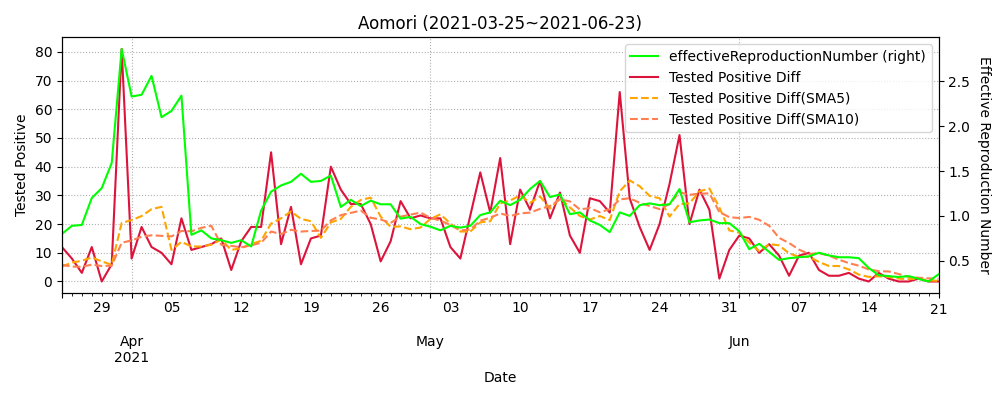 Aomori (2021-03-25~2021-06-23)
effectiveReproductionNumber (right)
Tested Positive Diff
Tested Positive Diff(SMA5)
Tested Positive Diff(SMA10)
Tested Positive
80
70
60
50
40
30
20
10
0
2.5
2.0
1.5
1.0
0.5
Effective Reproduction Number
29 05 12 19 26 03 10 17 24 31 07 14 21
Apr May Jun
2021
Date